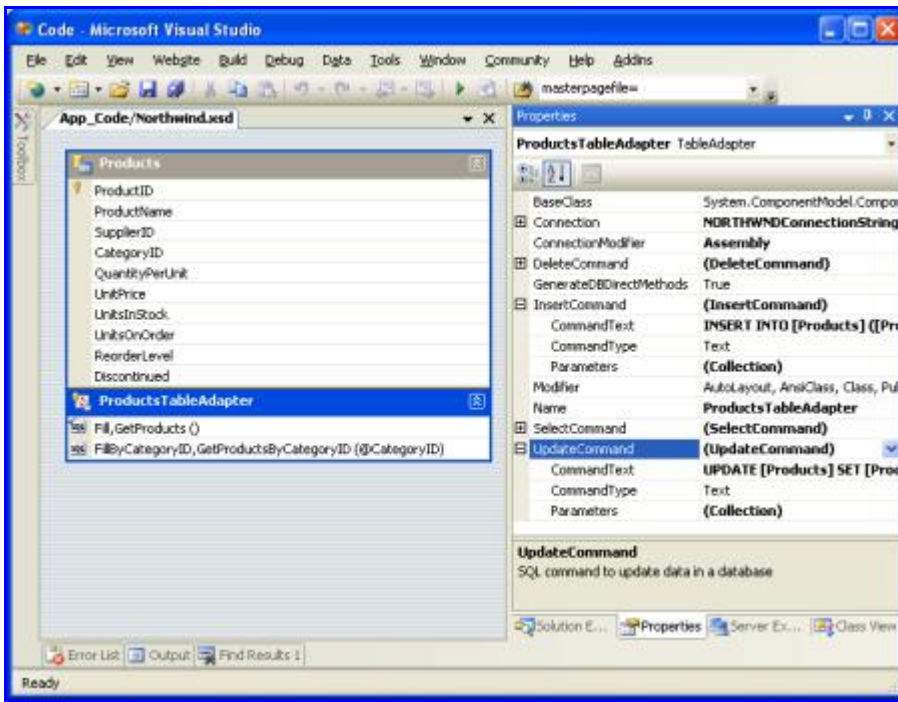 Code - Microsoft Visual Studio
File Edit View Website Build Debug Data Tools Window Community Help Addins
masterpagefile=
Toolbox
App_Code/Northwind.xsd
Products
ProductID
ProductName
SupplierID
CategoryID
QuantityPerUnit
UnitPrice
UnitsInStock
UnitsOnOrder
ReorderLevel
Discontinued
ProductsTableAdapter
Fill,GetProducts ()
FillByCategoryID,GetProductsByCategoryID (@CategoryID)
Properties
ProductsTableAdapter TableAdapter
BaseClass System.ComponentModel.Compo
Connection NORTHWNDConnectionString
ConnectionModifier Assembly
DeleteCommand (DeleteCommand)
GenerateDBDirectMethods True
InsertCommand (InsertCommand)
CommandText INSERT INTO [Products] ([Pro
CommandType Text
Parameters (Collection)
Modifier AutoLayout, AnsiClass, Class, Pul
Name ProductsTableAdapter
SelectCommand (SelectCommand)
UpdateCommand (UpdateCommand)
CommandText UPDATE [Products] SET [Prod
CommandType Text
Parameters (Collection)
UpdateCommand
SQL command to update data in a database
Solution E... Properties Server Ex... Class View
Error List Output Find Results 1
Ready